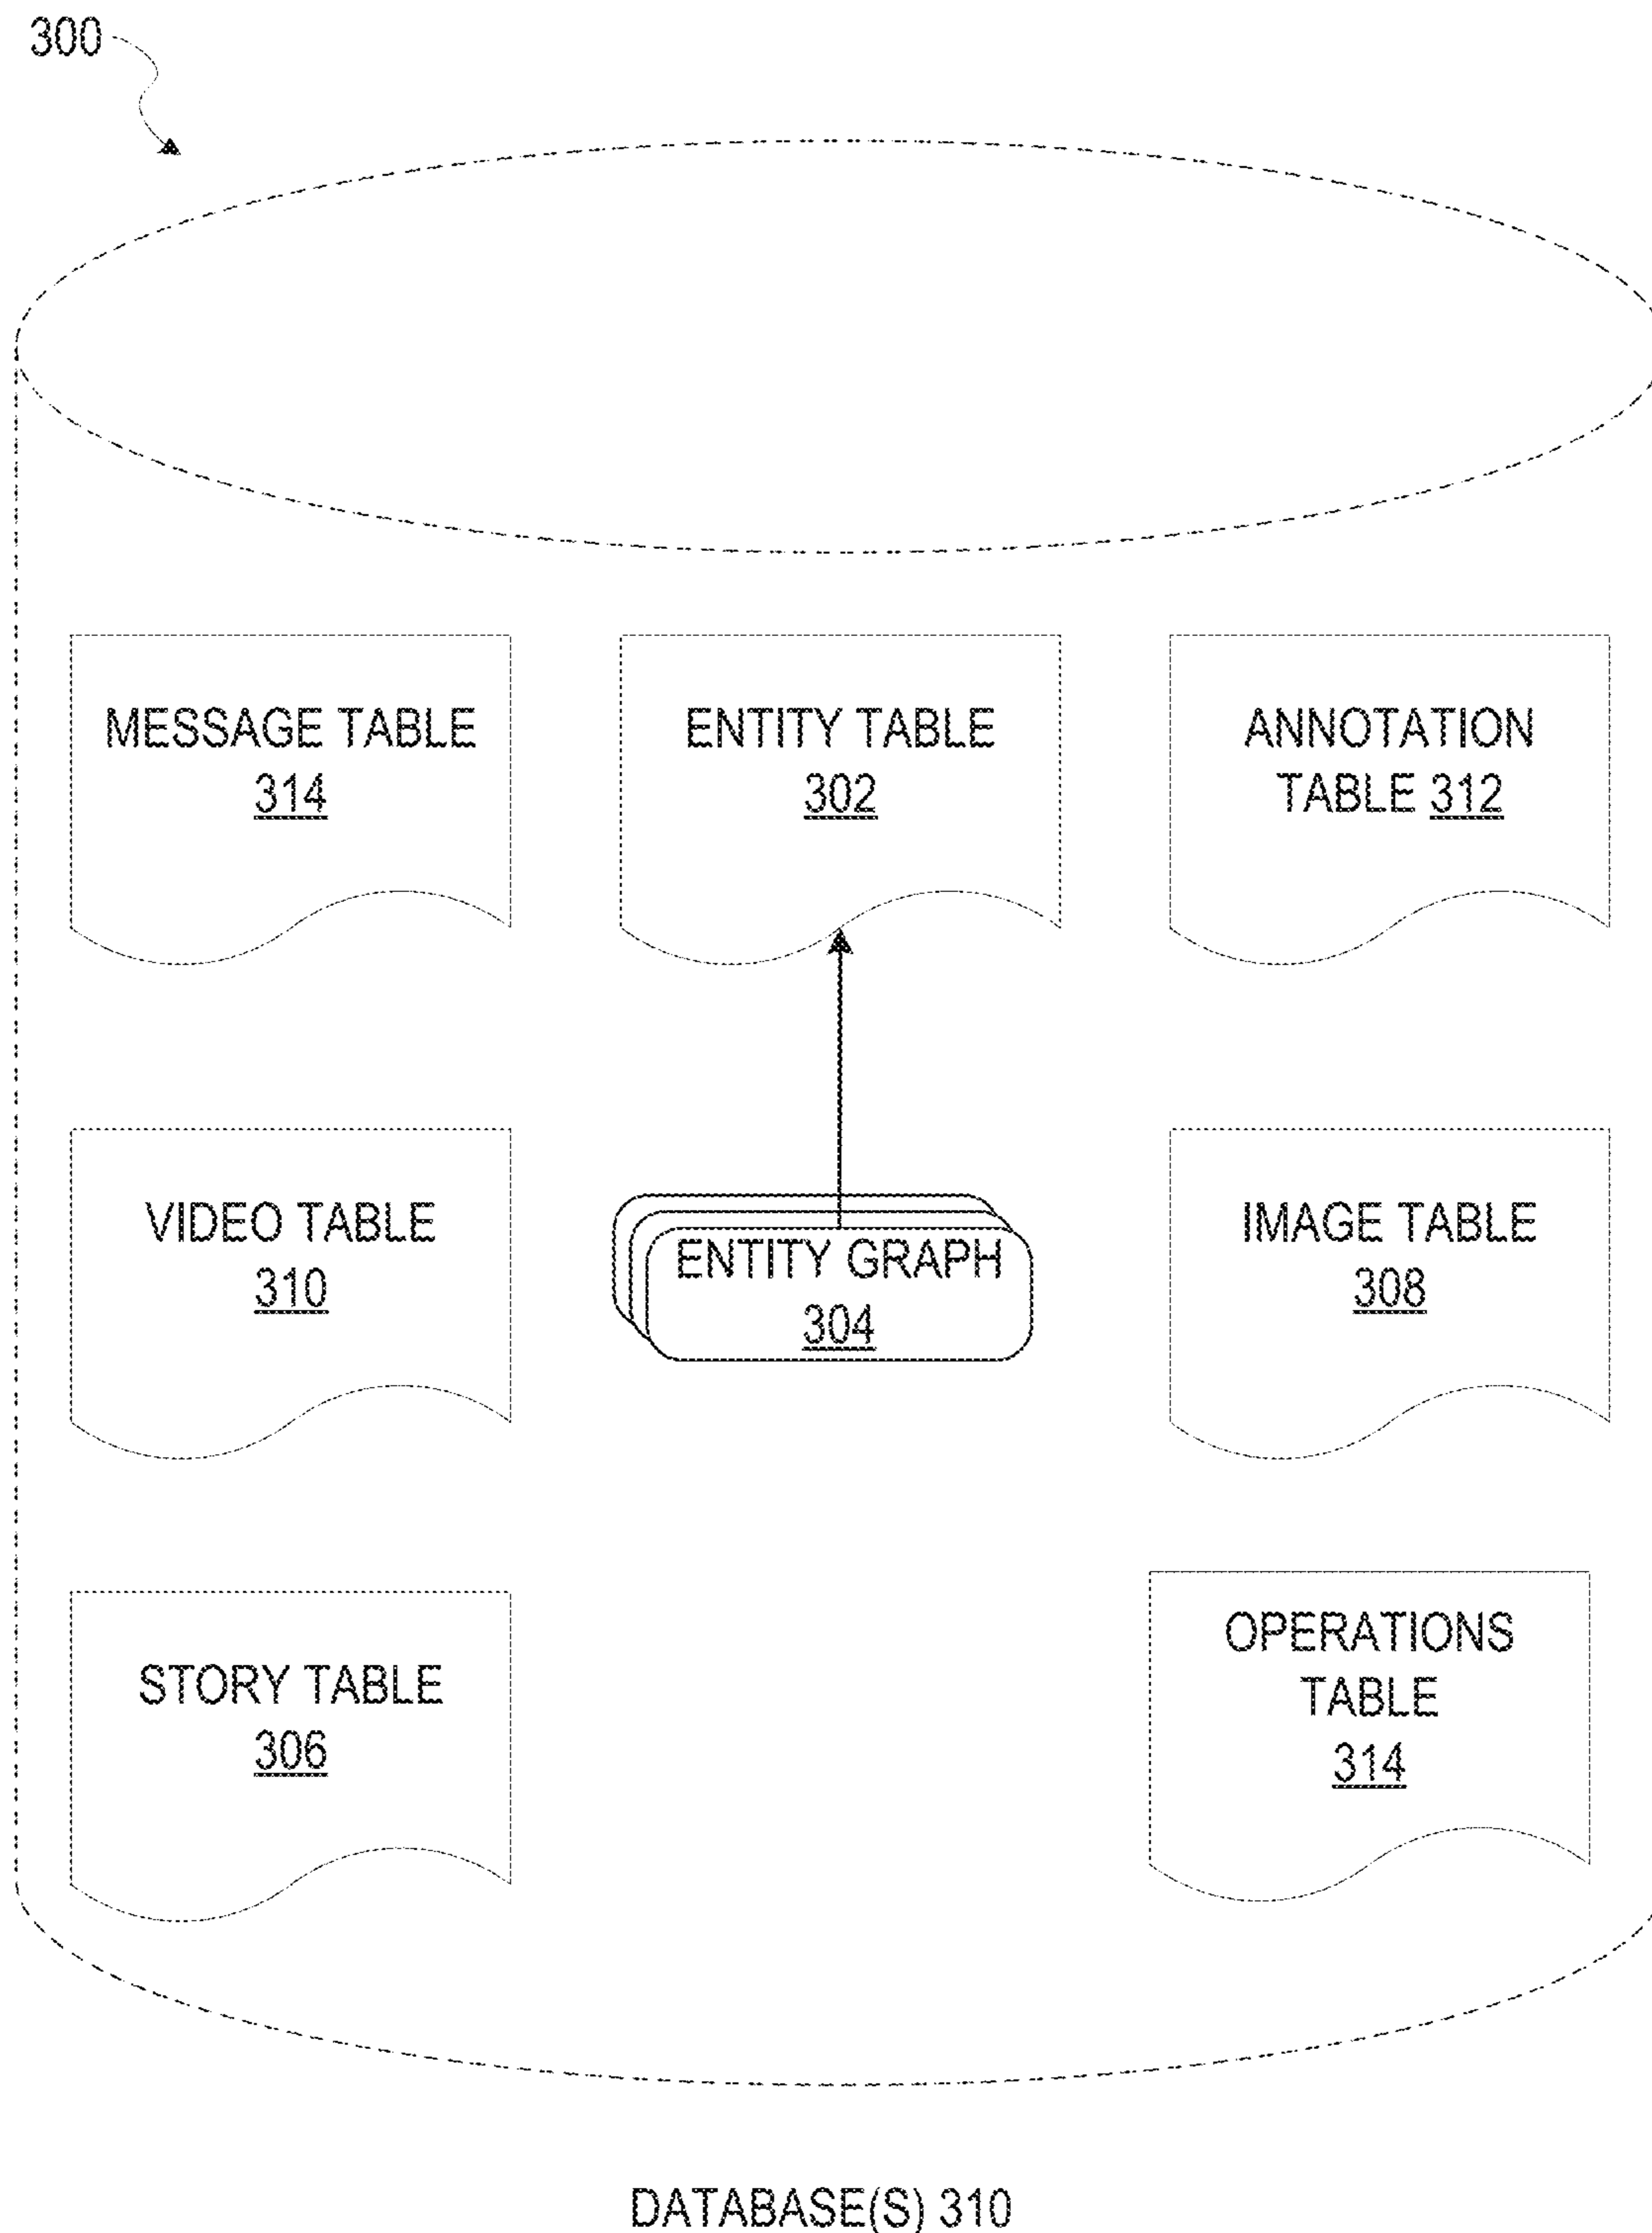 300
MESSAGE TABLE
314
ENTITY TABLE
302
ANNOTATION
TABLE 312
VIDEO TABLE
310
ENTITY GRAPH
304
IMAGE TABLE
308
STORY TABLE
306
OPERATIONS
TABLE
314
DATABASE(S) 310